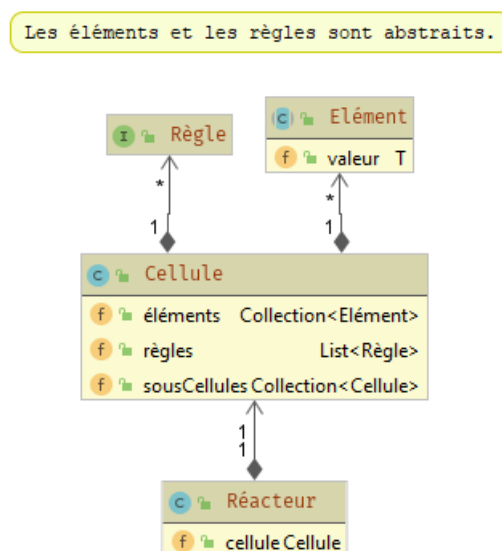 Les éléments et les règles sont abstraits.
I Règle
C Elément
f valeur T
*
*
1
1
C Cellule
f éléments Collection<Elément>
f règles List<Règle>
f sousCellules Collection<Cellule>
1
1
C Réacteur
f cellule Cellule